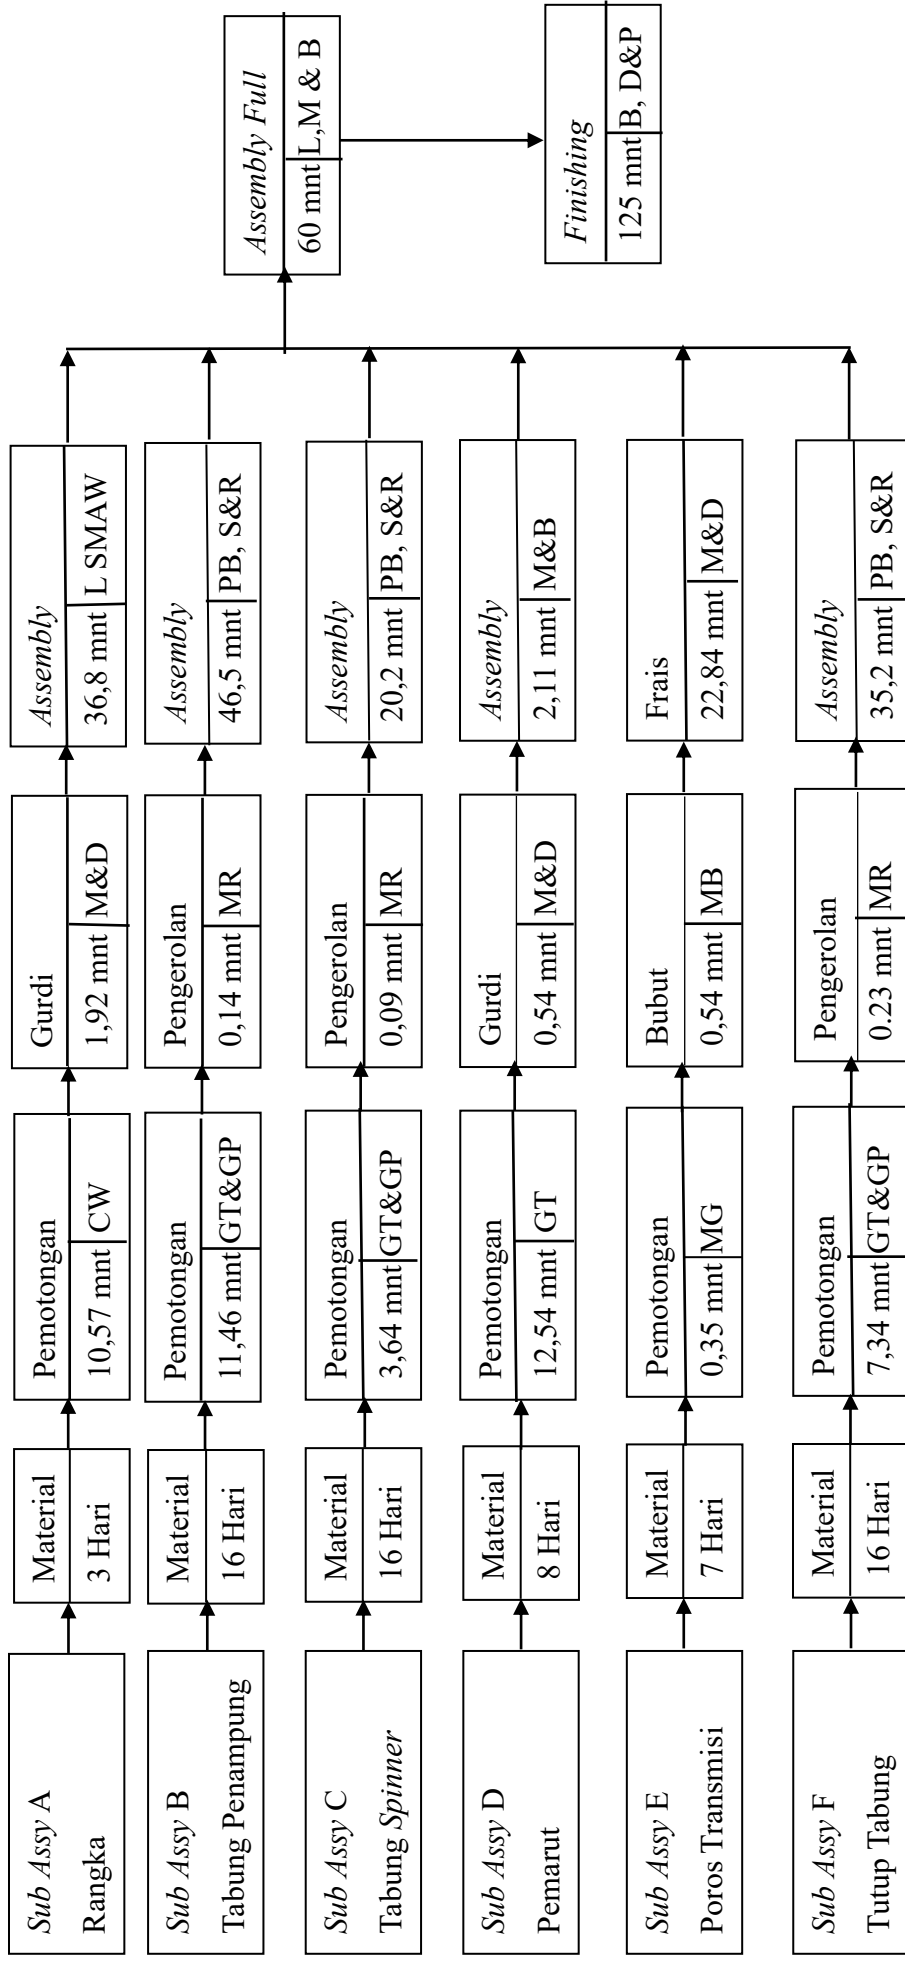 Sub Assy A
Rangka
Material
3 Hari
Pemotongan
10,57 mnt CW
Gurdi
1,92 mnt M&D
Assembly
36,8 mnt L SMAW
Sub Assy B
Tabung Penampung
Material
16 Hari
Pemotongan
11,46 mnt GT&GP
Pengerolan
0,14 mnt MR
Assembly
46,5 mnt PB, S&R
Sub Assy C
Tabung Spinner
Material
16 Hari
Pemotongan
3,64 mnt GT&GP
Pengerolan
0,09 mnt MR
Assembly
20,2 mnt PB, S&R
Sub Assy D
Pemarut
Material
8 Hari
Pemotongan
12,54 mnt GT
Gurdi
0,54 mnt M&D
Assembly
2,11 mnt M&B
Sub Assy E
Poros Transmisi
Material
7 Hari
Pemotongan
0,35 mnt MG
Bubut
0,54 mnt MB
Frais
22,84 mnt M&D
Sub Assy F
Tutup Tabung
Material
16 Hari
Pemotongan
7,34 mnt GT&GP
Pengerolan
0.23 mnt MR
Assembly
35,2 mnt PB, S&R
Assembly Full
60 mnt L,M & B
Finishing
125 mnt B, D&P